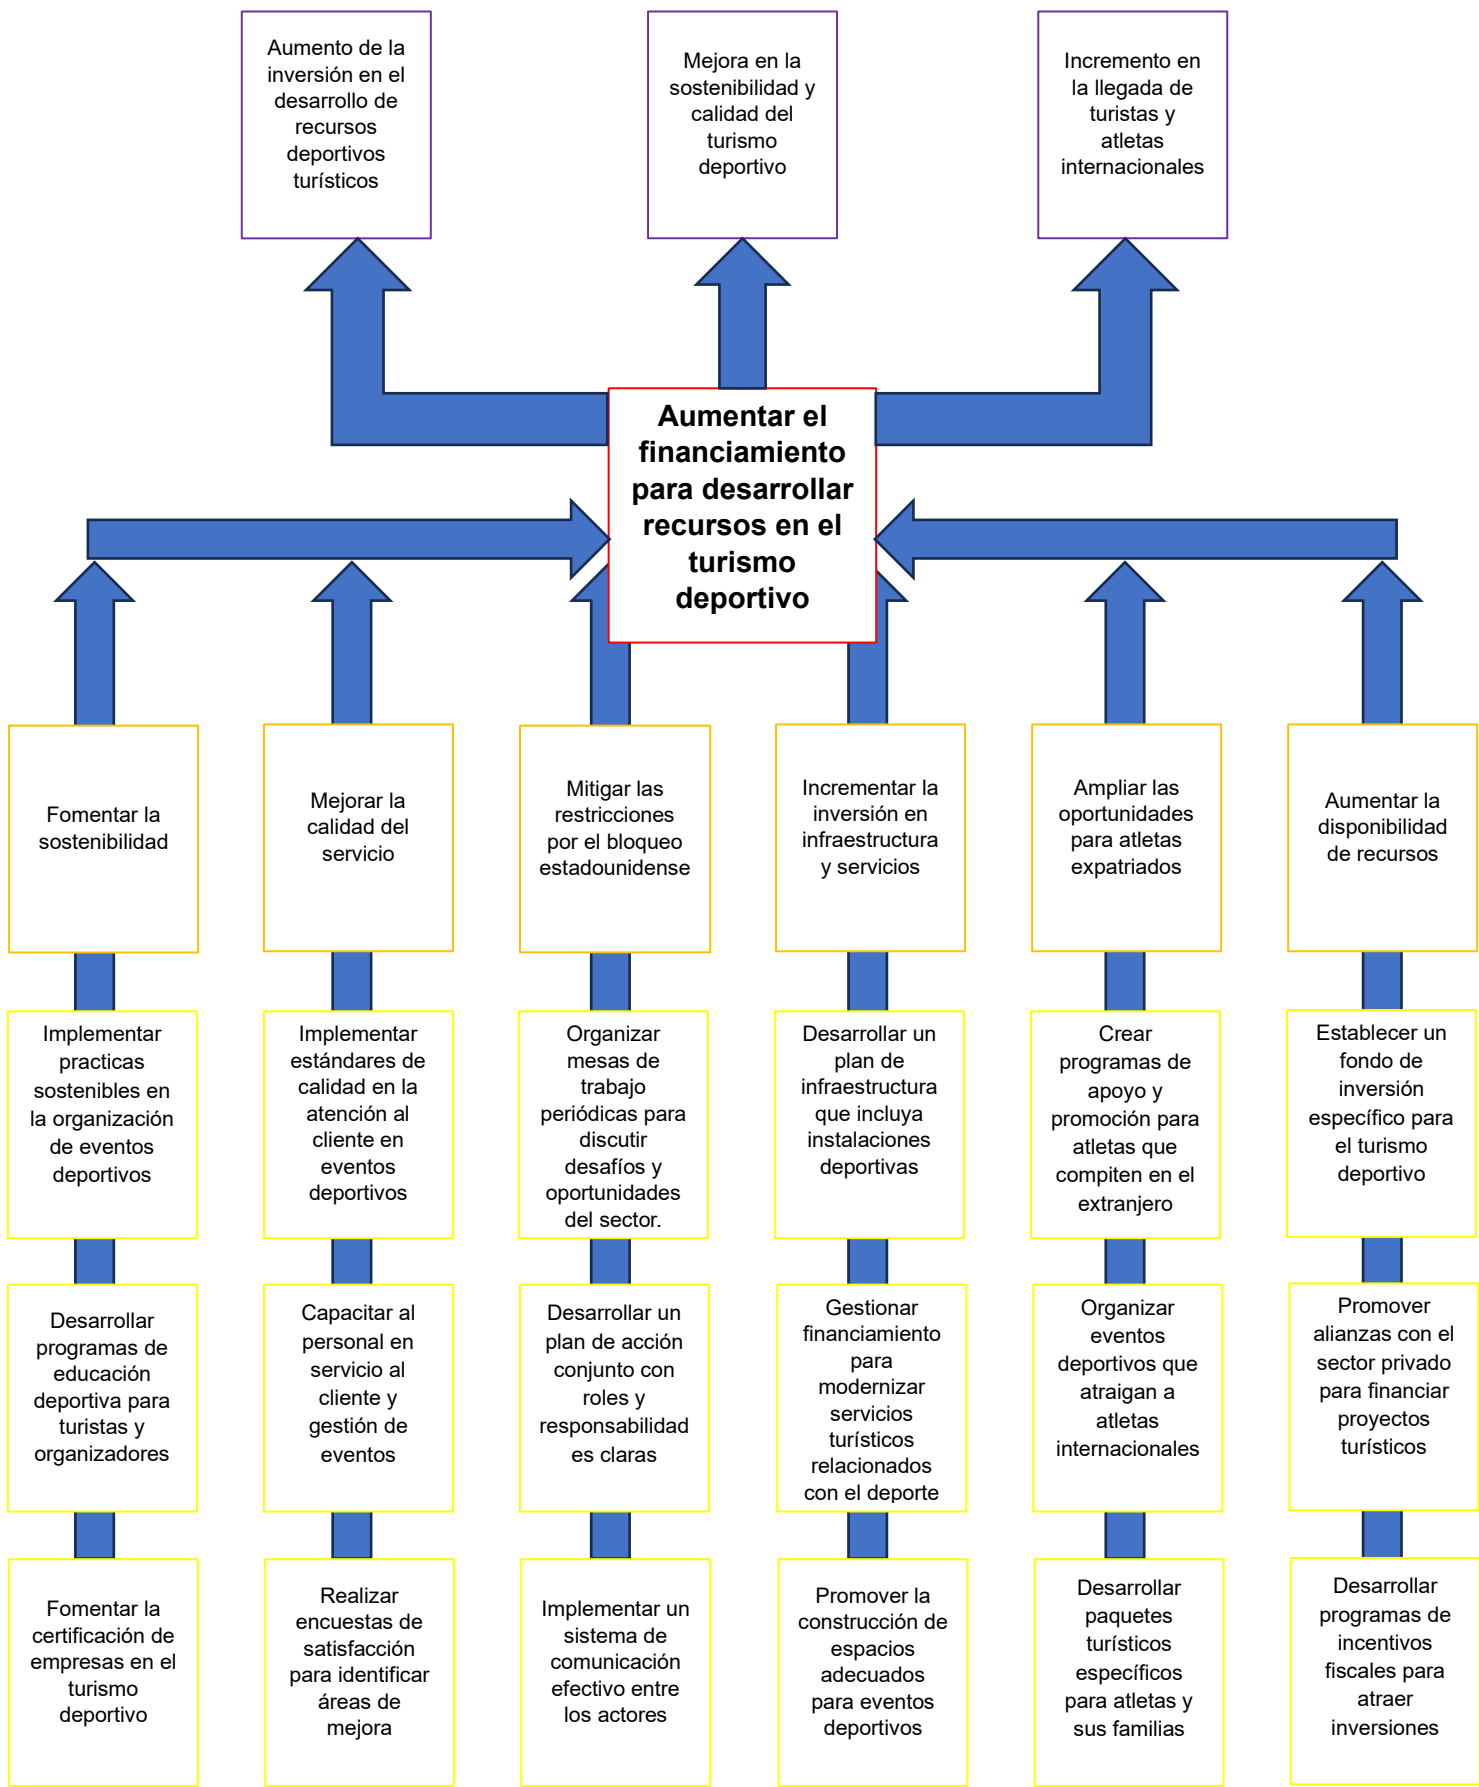 Aumento de la
inversión en el
desarrollo de
recursos
deportivos
turísticos
Mejora en la
sostenibilidad y
calidad del
turismo
deportivo
Incremento en
la llegada de
turistas y
atletas
internacionales
Aumentar el
financiamiento
para desarrollar
recursos en el
turismo
deportivo
Fomentar la
sostenibilidad
Mejorar la
calidad del
servicio
Mitigar las
restricciones
por el bloqueo
estadounidense
Incrementar la
inversión en
infraestructura
y servicios
Ampliar las
oportunidades
para atletas
expatriados
Aumentar la
disponibilidad
de recursos
Implementar
practicas
sostenibles en
la organización
de eventos
deportivos
Implementar
estándares de
calidad en la
atención al
cliente en
eventos
deportivos
Organizar
mesas de
trabajo
periódicas para
discutir
desafíos y
oportunidades
del sector.
Desarrollar un
plan de
infraestructura
que incluya
instalaciones
deportivas
Crear
programas de
apoyo y
promoción para
atletas que
compiten en el
extranjero
Establecer un
fondo de
inversión
específico para
el turismo
deportivo
Desarrollar
programas de
educación
deportiva para
turistas y
organizadores
Capacitar al
personal en
servicio al
cliente y
gestión de
eventos
Desarrollar un
plan de acción
conjunto con
roles y
responsabilidad
es claras
Gestionar
financiamiento
para
modernizar
servicios
turísticos
relacionados
con el deporte
Organizar
eventos
deportivos que
atraigan a
atletas
internacionales
Promover
alianzas con el
sector privado
para financiar
proyectos
turísticos
Fomentar la
certificación de
empresas en el
turismo
deportivo
Realizar
encuestas de
satisfacción
para identificar
áreas de
mejora
Implementar un
sistema de
comunicación
efectivo entre
los actores
Promover la
construcción de
espacios
adecuados
para eventos
deportivos
Desarrollar
paquetes
turísticos
específicos
para atletas y
sus familias
Desarrollar
programas de
incentivos
fiscales para
atraer
inversiones